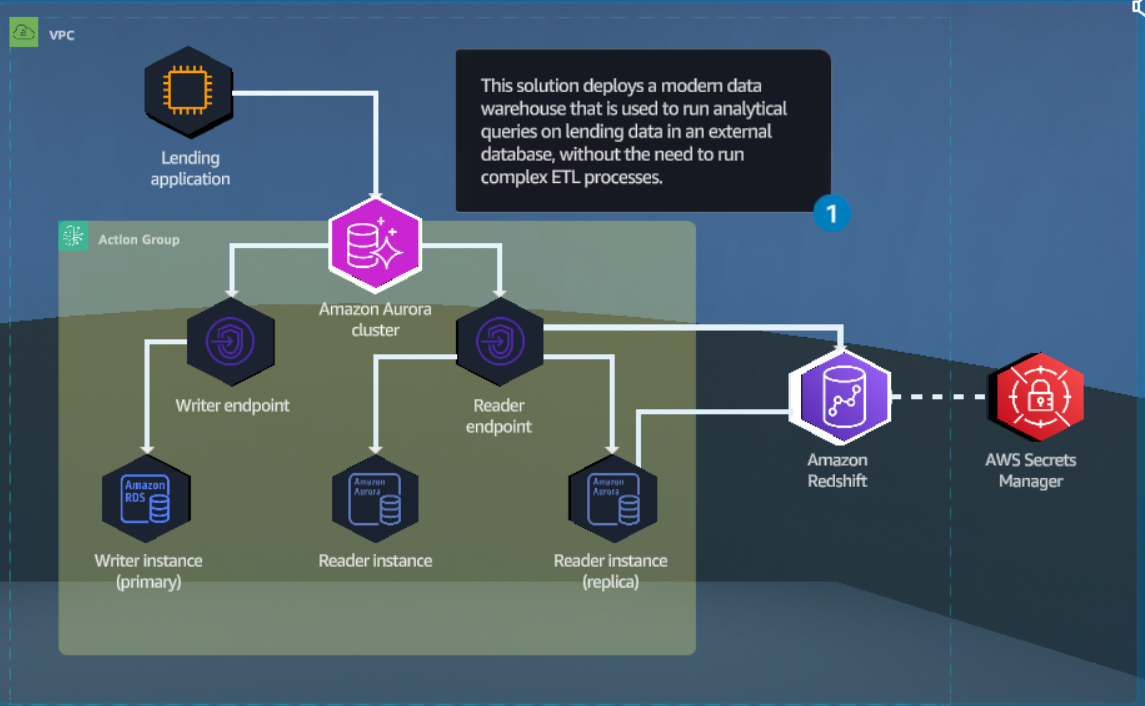 VPC
This solution deploys a modern data
warehouse that is used to run analytical
queries on lending data in an external
database, without the need to run
complex ETL processes.
1
Lending
application
Action Group
Amazon Aurora
cluster
Writer endpoint
Reader
endpoint
Amazon
Redshift
AWS Secrets
Manager
Amazon
RDS
Writer instance
(primary)
Amazon
Aurora
Reader instance
Amazon
Aurora
Reader instance
(replica)